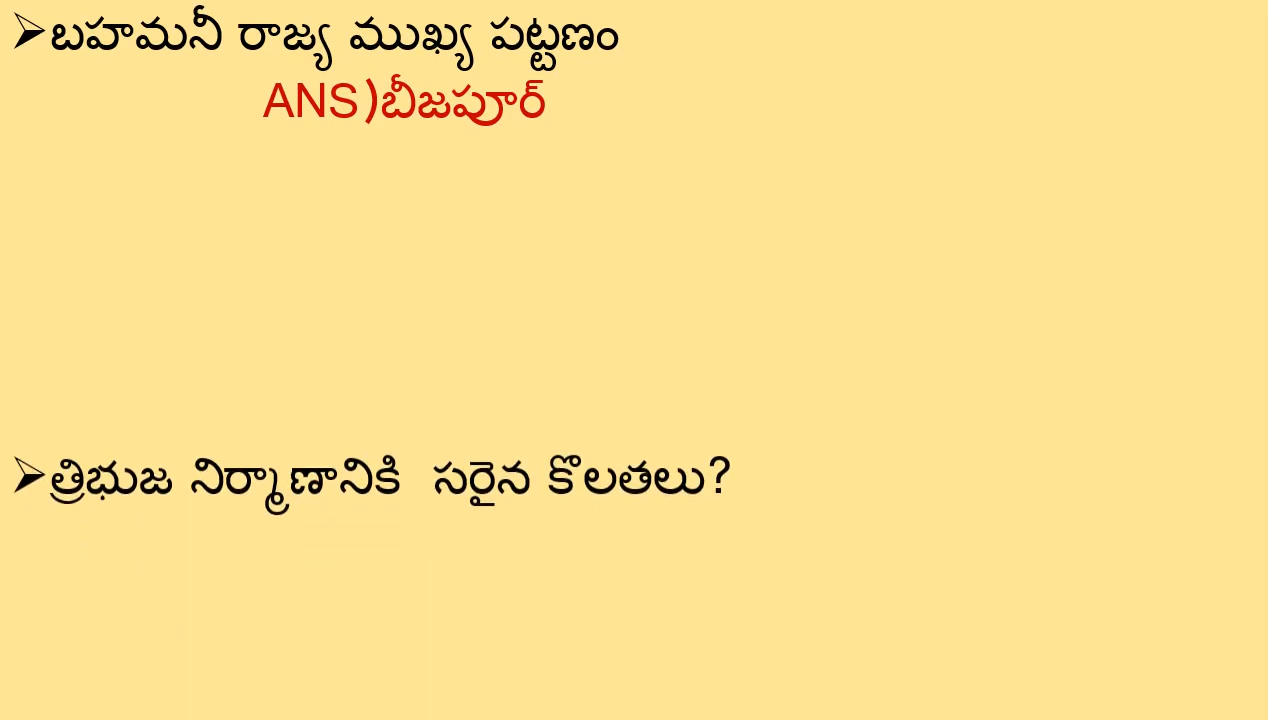 ➢బహమనీ రాజ్య ముఖ్య పట్టణం
ANS)బీజపూర్
➢త్రిభుజ నిర్మాణానికి సరైన కొలతలు?